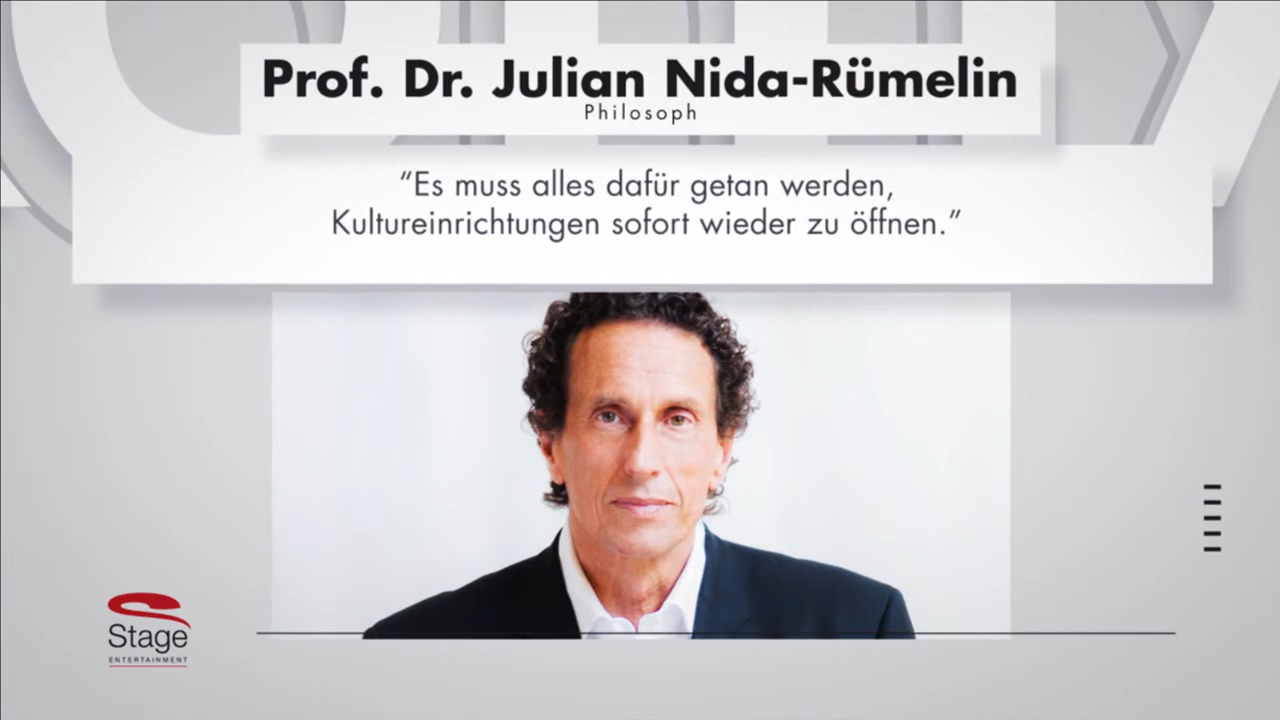 Prof. Dr. Julian Nida-Rümelin
Philosoph
“Es muss alles dafür getan werden,
Kultureinrichtungen sofort wieder zu öffnen.”
Stage
ENTERTAINMENT